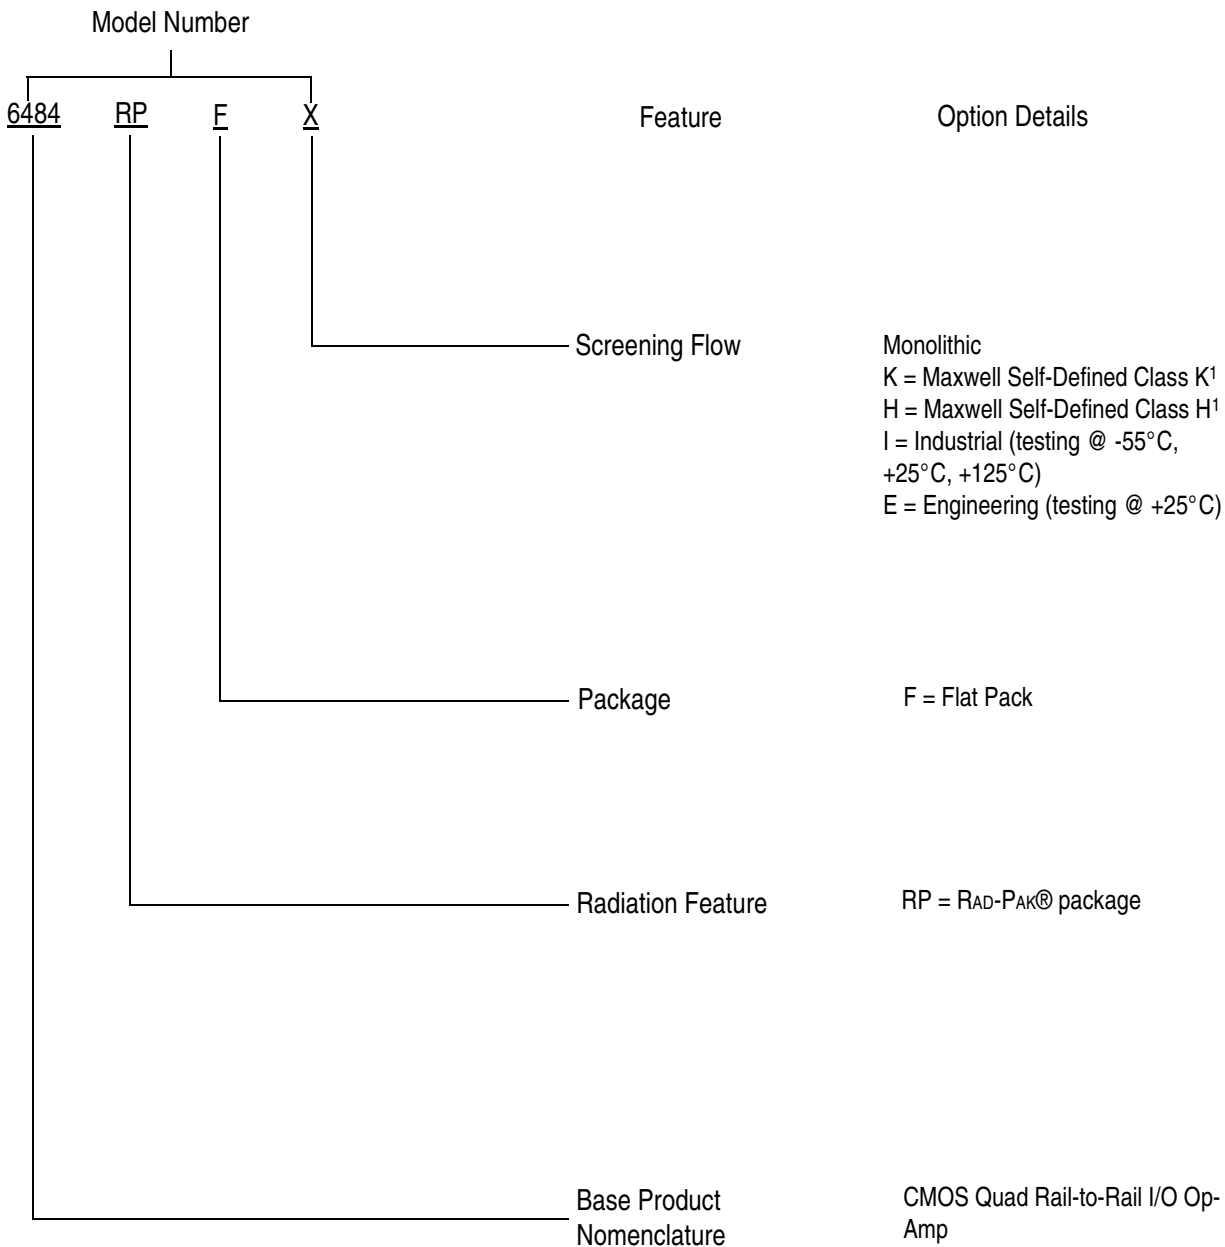 Model Number
6484 RP F X Feature Option Details
Screening Flow
Monolithic
K = Maxwell Self-Defined Class K¹
H = Maxwell Self-Defined Class H¹
I = Industrial (testing @ -55°C,
+25°C, +125°C)
E = Engineering (testing @ +25°C)
Package F = Flat Pack
Radiation Feature RP = RAD-PAK® package
Base Product
Nomenclature
CMOS Quad Rail-to-Rail I/O Op-
Amp